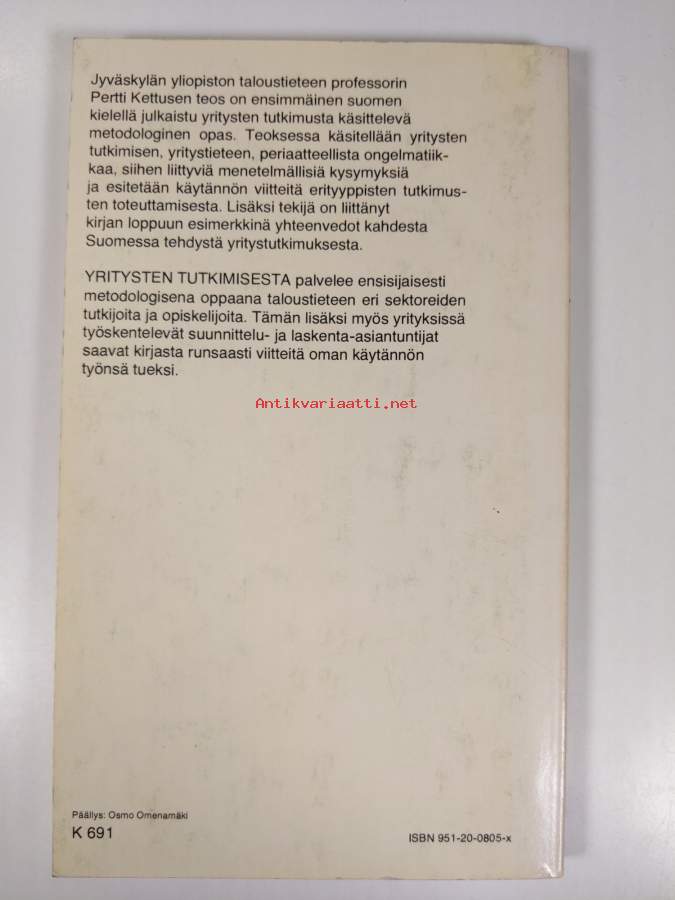 Jyväskylän yliopiston taloustieteen professorin
Pertti Kettusen teos on ensimmäinen suomen
kielellä julkaistu yritysten tutkimusta käsittelevä
metodologinen opas. Teoksessa käsitellään yritysten
tutkimisen, yritystieteen, periaatteellista ongelmatiik-
kaa, siihen liittyviä menetelmällisiä kysymyksiä
ja esitetään käytännön viitteitä erityyppisten tutkimus-
ten toteuttamisesta. Lisäksi tekijä on liittänyt
kirjan loppuun esimerkkinä yhteenvedot kahdesta
Suomessa tehdystä yritystutkimuksesta.
YRITYSTEN TUTKIMISESTA palvelee ensisijaisesti
metodologisena oppaana taloustieteen eri sektoreiden
tutkijoita ja opiskelijoita. Tämän lisäksi myös yrityksissä
työskentelevät suunnittelu- ja laskenta-asiantuntijat
saavat kirjasta runsaasti viitteitä oman käytännön
työnsä tueksi.
Antikvariaatti.net
Päällys: Osmo Omenamäki
K 691
ISBN 951-20-0805-x